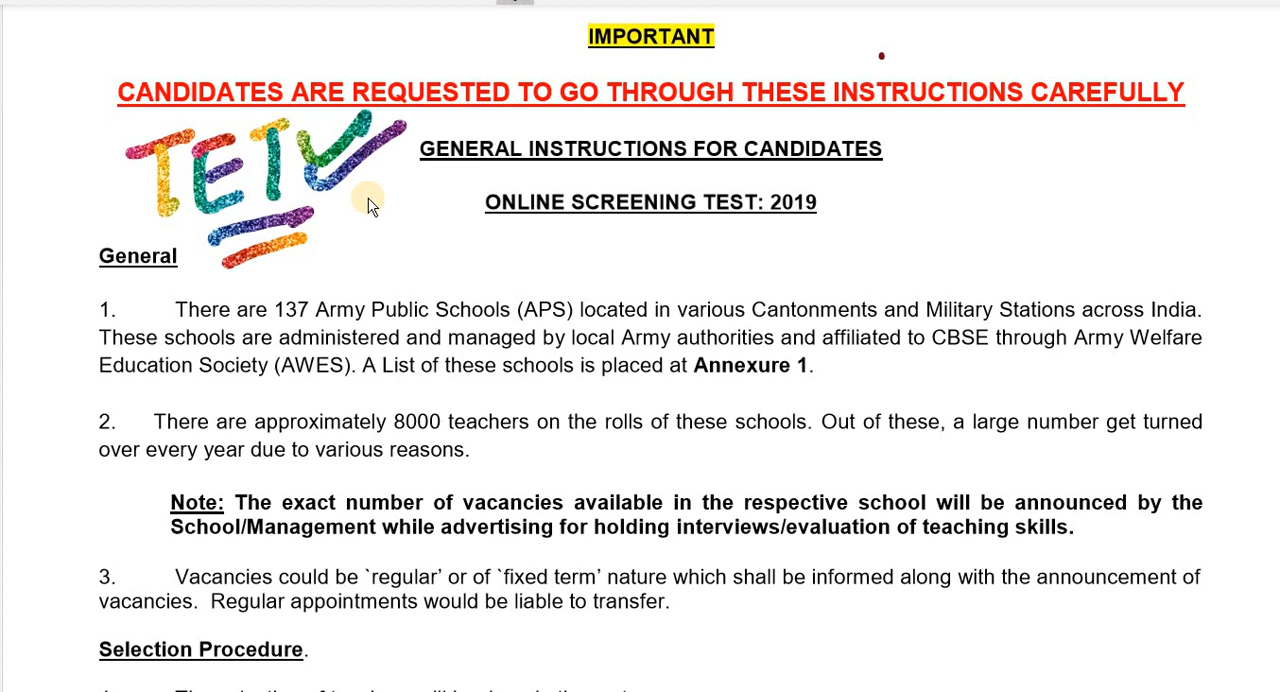 IMPORTANT
CANDIDATES ARE REQUESTED TO GO THROUGH THESE INSTRUCTIONS CAREFULLY
TET
GENERAL INSTRUCTIONS FOR CANDIDATES
ONLINE SCREENING TEST: 2019
General
1. There are 137 Army Public Schools (APS) located in various Cantonments and Military Stations across India.
These schools are administered and managed by local Army authorities and affiliated to CBSE through Army Welfare
Education Society (AWES). A List of these schools is placed at Annexure 1.
2. There are approximately 8000 teachers on the rolls of these schools. Out of these, a large number get turned
over every year due to various reasons.
Note: The exact number of vacancies available in the respective school will be announced by the
School/Management while advertising for holding interviews/evaluation of teaching skills.
3. Vacancies could be `regular’ or of `fixed term’ nature which shall be informed along with the announcement of
vacancies. Regular appointments would be liable to transfer.
Selection Procedure.